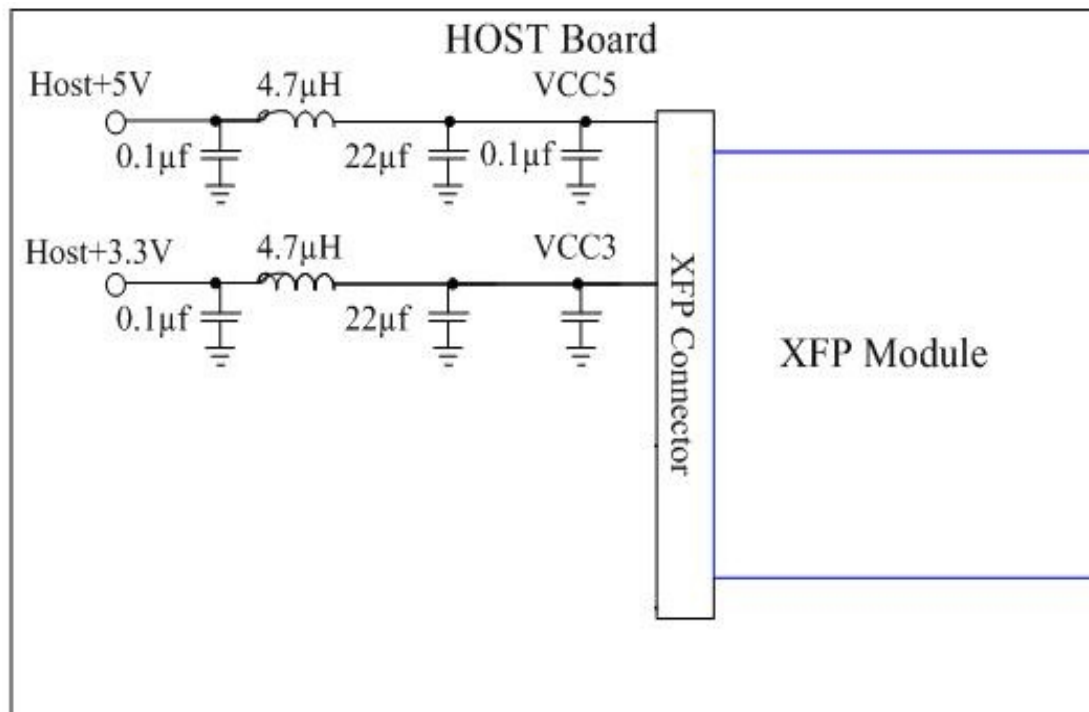 HOST Board
Host+5V
4.7µH
VCC5
0.1µf
22µf
0.1µf
Host+3.3V
4.7µH
VCC3
0.1µf
22µf
XFP Connector
XFP Module